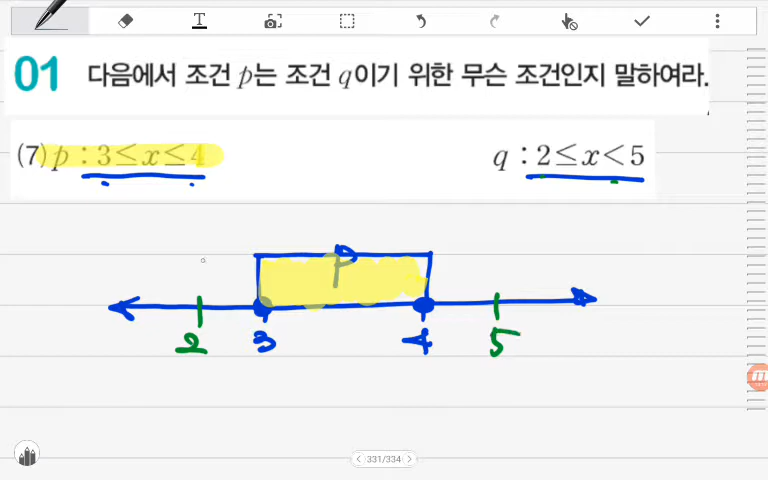 T
01 다음에서 조건 p는 조건 q이기 위한 무슨 조건인지 말하여라.
(7) p : 3≤x≤4 q : 2≤x<5
P
2 3 4 5
331/334